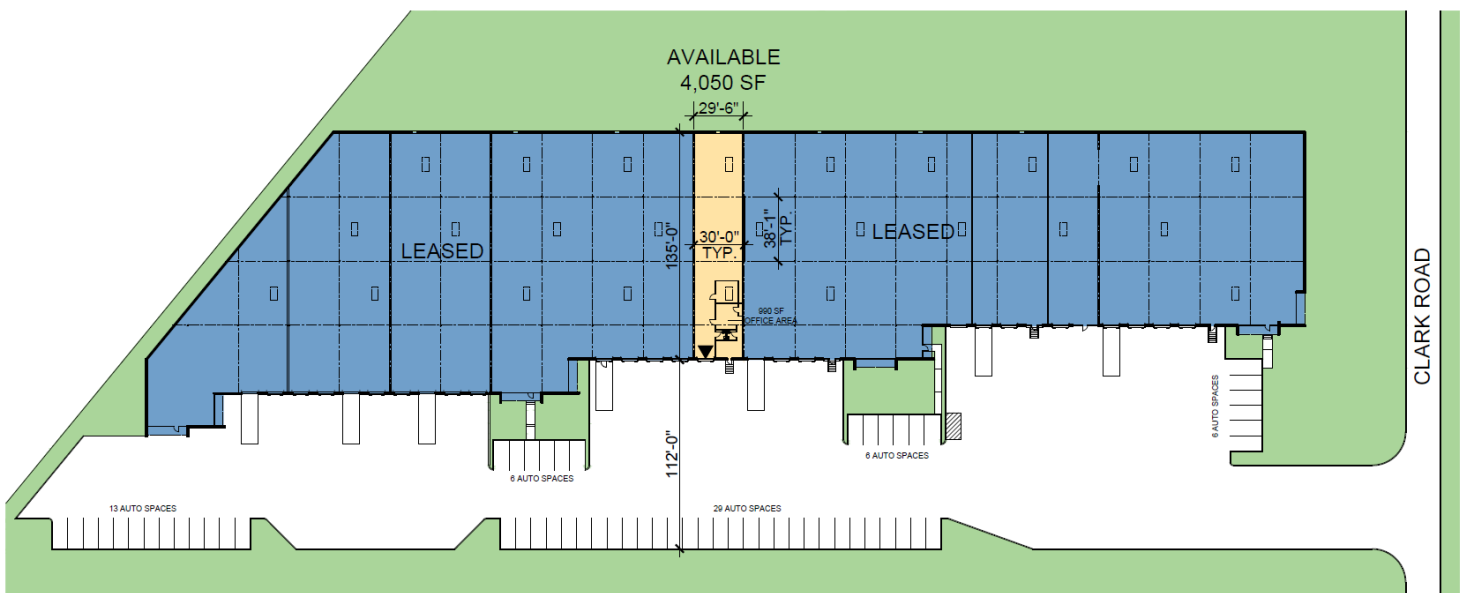 AVAILABLE
4,050 SF
29'-6"
135'-0"
30'-0"
TYP.
38'-1"
TYP.
LEASED
LEASED
990 SF
OFFICE AREA
112'-0"
6 AUTO SPACES
6 AUTO SPACES
6 AUTO SPACES
13 AUTO SPACES
29 AUTO SPACES
CLARK ROAD